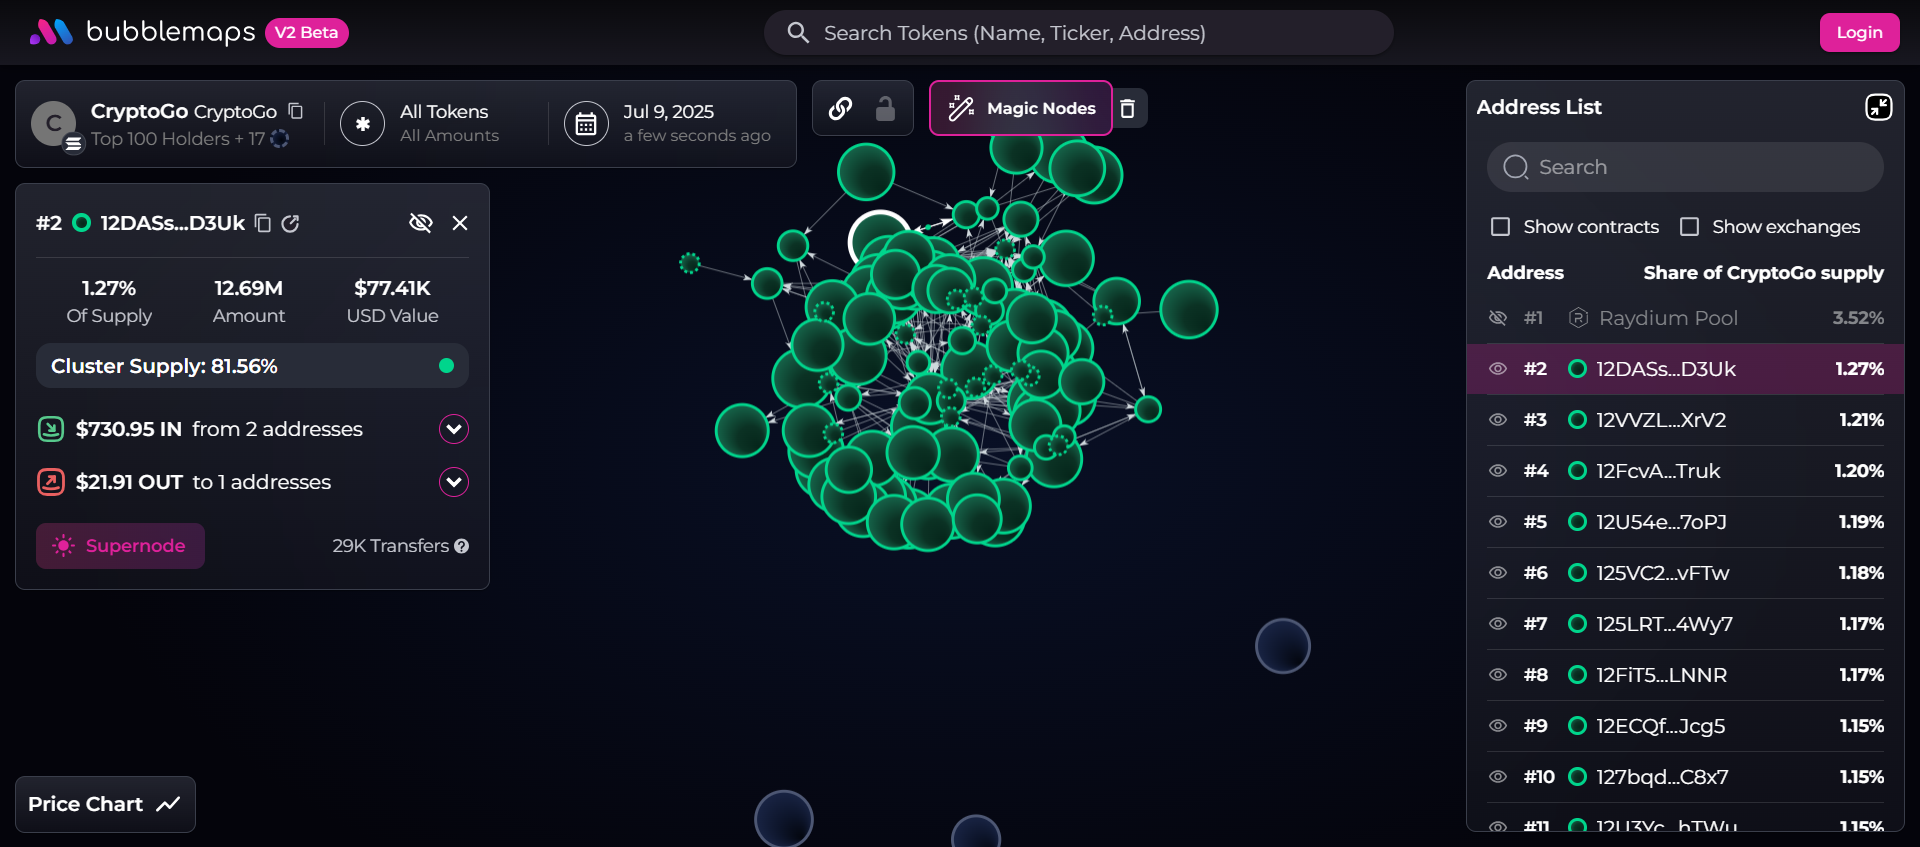 bubblemaps V2 Beta
Search Tokens (Name, Ticker, Address)
Login
C
CryptoGo CryptoGo
Top 100 Holders + 17
All Tokens
All Amounts
Jul 9, 2025
a few seconds ago
Magic Nodes
#2 12DASs...D3Uk
1.27% 12.69M $77.41K
Of Supply Amount USD Value
Cluster Supply: 81.56%
$730.95 IN from 2 addresses
$21.91 OUT to 1 addresses
Supernode 29K Transfers ?
Price Chart
Address List
Search
Show contracts Show exchanges
Address Share of CryptoGo supply
#1 Raydium Pool 3.52%
#2 12DASs...D3Uk 1.27%
#3 12VVZL...XrV2 1.21%
#4 12FcvA...Truk 1.20%
#5 12U54e...7oPJ 1.19%
#6 125VC2...vFTw 1.18%
#7 125LRT...4Wy7 1.17%
#8 12FiT5...LNNR 1.17%
#9 12ECQf...Jcg5 1.15%
#10 127bqd...C8x7 1.15%
#11 12U3Yc...hTWu 1.15%